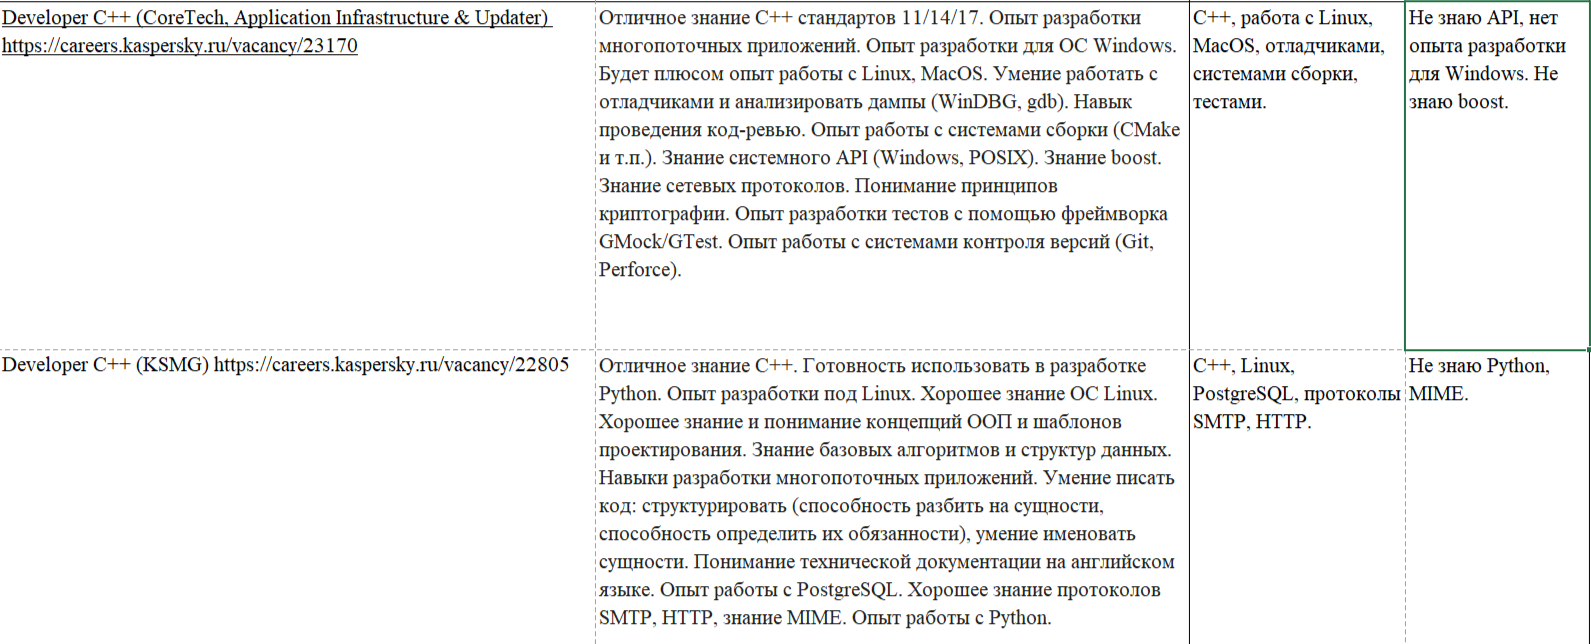 Developer C++ (CoreTech, Application Infrastructure & Updater)
https://careers.kaspersky.ru/vacancy/23170
Отличное знание C++ стандартов 11/14/17. Опыт разработки
многопоточных приложений. Опыт разработки для ОС Windows.
Будет плюсом опыт работы с Linux, MacOS. Умение работать с
отладчиками и анализировать дампы (WinDBG, gdb). Навык
проведения код-ревью. Опыт работы с системами сборки (CMake
и т.п.). Знание системного API (Windows, POSIX). Знание boost.
Знание сетевых протоколов. Понимание принципов
криптографии. Опыт разработки тестов с помощью фреймворка
GMock/GTest. Опыт работы с системами контроля версий (Git,
Perforce).
C++, работа с Linux,
MacOS, отладчиками,
системами сборки,
тестами.
Не знаю API, нет
опыта разработки
для Windows. Не
знаю boost.
Developer C++ (KSMG) https://careers.kaspersky.ru/vacancy/22805
Отличное знание C++. Готовность использовать в разработке
Python. Опыт разработки под Linux. Хорошее знание ОС Linux.
Хорошее знание и понимание концепций ООП и шаблонов
проектирования. Знание базовых алгоритмов и структур данных.
Навыки разработки многопоточных приложений. Умение писать
код: структурировать (способность разбить на сущности,
способность определить их обязанности), умение именовать
сущности. Понимание технической документации на английском
языке. Опыт работы с PostgreSQL. Хорошее знание протоколов
SMTP, HTTP, знание MIME. Опыт работы с Python.
C++, Linux,
PostgreSQL, протоколы
SMTP, HTTP.
Не знаю Python,
MIME.